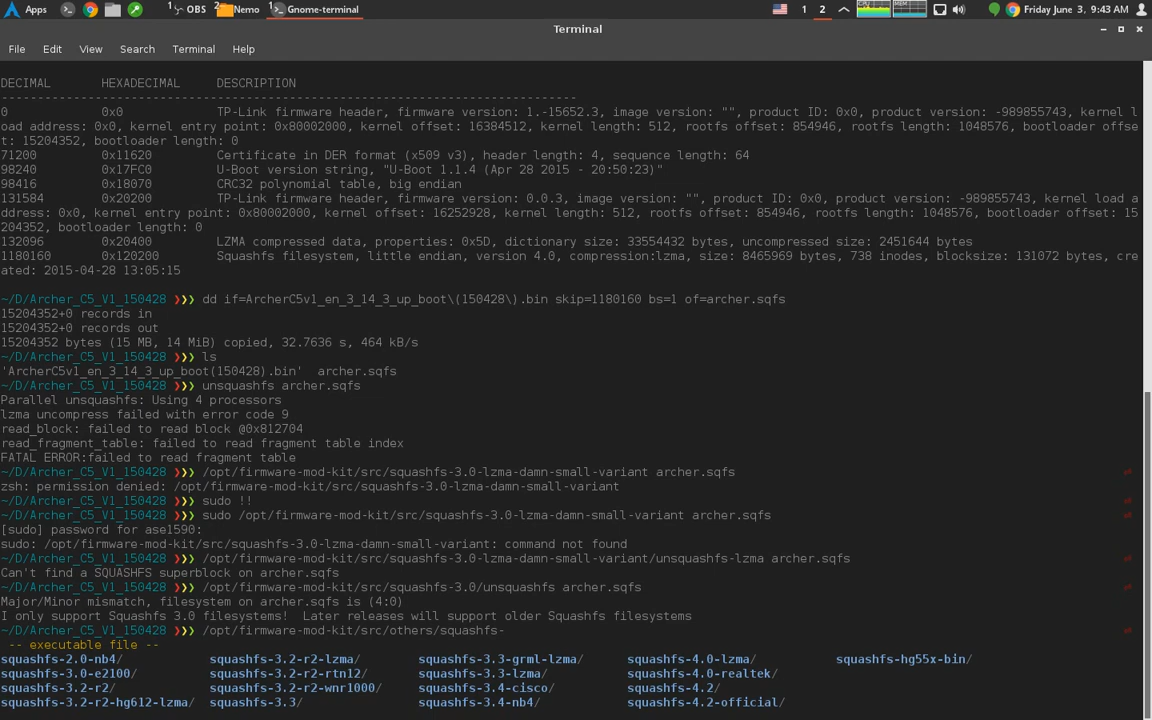 Apps 1 OBS Nemo 1 Gnome-terminal 1 2 CPU MEM Friday June 3, 9:43 AM
Terminal
File Edit View Search Terminal Help
DECIMAL HEXADECIMAL DESCRIPTION
--------------------------------------------------------------------------------
0 0x0 TP-Link firmware header, firmware version: 1.-15652.3, image version: "", product ID: 0x0, product version: -989855743, kernel l
oad address: 0x0, kernel entry point: 0x80002000, kernel offset: 16384512, kernel length: 512, rootfs offset: 854946, rootfs length: 1048576, bootloader offse
t: 15204352, bootloader length: 0
71200 0x11620 Certificate in DER format (x509 v3), header length: 4, sequence length: 64
98240 0x17FC0 U-Boot version string, "U-Boot 1.1.4 (Apr 28 2015 - 20:50:23)"
98416 0x18070 CRC32 polynomial table, big endian
131584 0x20200 TP-Link firmware header, firmware version: 0.0.3, image version: "", product ID: 0x0, product version: -989855743, kernel load a
ddress: 0x0, kernel entry point: 0x80002000, kernel offset: 16252928, kernel length: 512, rootfs offset: 854946, rootfs length: 1048576, bootloader offset: 15
204352, bootloader length: 0
132096 0x20400 LZMA compressed data, properties: 0x5D, dictionary size: 33554432 bytes, uncompressed size: 2451644 bytes
1180160 0x120200 Squashfs filesystem, little endian, version 4.0, compression:lzma, size: 8465969 bytes, 738 inodes, blocksize: 131072 bytes, cre
ated: 2015-04-28 13:05:15
~/D/Archer_C5_V1_150428 ❯❯❯ dd if=ArcherC5v1_en_3_14_3_up_boot\(150428\).bin skip=1180160 bs=1 of=archer.sqfs
15204352+0 records in
15204352+0 records out
15204352 bytes (15 MB, 14 MiB) copied, 32.7636 s, 464 kB/s
~/D/Archer_C5_V1_150428 ❯❯❯ ls
'ArcherC5v1_en_3_14_3_up_boot(150428).bin' archer.sqfs
~/D/Archer_C5_V1_150428 ❯❯❯ unsquashfs archer.sqfs
Parallel unsquashfs: Using 4 processors
lzma uncompress failed with error code 9
read_block: failed to read block @0x812704
read_fragment_table: failed to read fragment table index
FATAL ERROR:failed to read fragment table
~/D/Archer_C5_V1_150428 ❯❯❯ /opt/firmware-mod-kit/src/squashfs-3.0-lzma-damn-small-variant archer.sqfs ⏎
zsh: permission denied: /opt/firmware-mod-kit/src/squashfs-3.0-lzma-damn-small-variant
~/D/Archer_C5_V1_150428 ❯❯❯ sudo !! ⏎
~/D/Archer_C5_V1_150428 ❯❯❯ sudo /opt/firmware-mod-kit/src/squashfs-3.0-lzma-damn-small-variant archer.sqfs ⏎
[sudo] password for ase1590:
sudo: /opt/firmware-mod-kit/src/squashfs-3.0-lzma-damn-small-variant: command not found
~/D/Archer_C5_V1_150428 ❯❯❯ /opt/firmware-mod-kit/src/squashfs-3.0-lzma-damn-small-variant/unsquashfs-lzma archer.sqfs ⏎
Can't find a SQUASHFS superblock on archer.sqfs
~/D/Archer_C5_V1_150428 ❯❯❯ /opt/firmware-mod-kit/src/squashfs-3.0/unsquashfs archer.sqfs ⏎
Major/Minor mismatch, filesystem on archer.sqfs is (4:0)
I only support Squashfs 3.0 filesystems! Later releases will support older Squashfs filesystems
~/D/Archer_C5_V1_150428 ❯❯❯ /opt/firmware-mod-kit/src/others/squashfs- ⏎
-- executable file --
squashfs-2.0-nb4/ squashfs-3.2-r2-lzma/ squashfs-3.3-grml-lzma/ squashfs-4.0-lzma/ squashfs-hg55x-bin/
squashfs-3.0-e2100/ squashfs-3.2-r2-rtn12/ squashfs-3.3-lzma/ squashfs-4.0-realtek/
squashfs-3.2-r2/ squashfs-3.2-r2-wnr1000/ squashfs-3.4-cisco/ squashfs-4.2/
squashfs-3.2-r2-hg612-lzma/ squashfs-3.3/ squashfs-3.4-nb4/ squashfs-4.2-official/